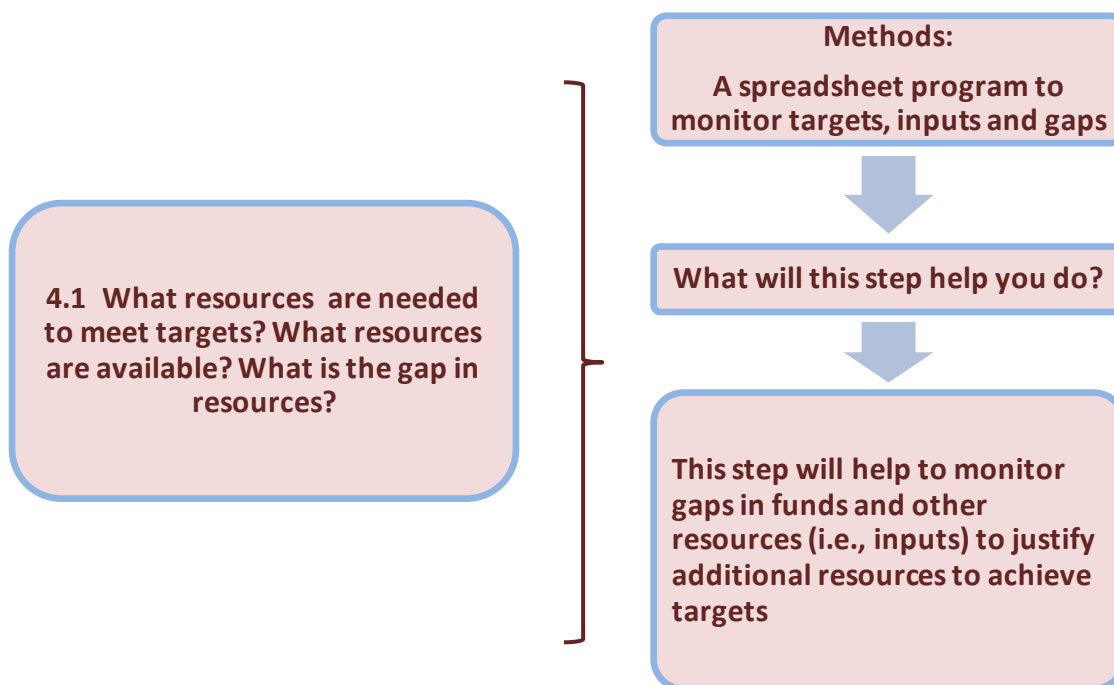 4.1 What resources are needed
to meet targets? What resources
are available? What is the gap in
resources?
Methods:
A spreadsheet program to
monitor targets, inputs and gaps
What will this step help you do?
This step will help to monitor
gaps in funds and other
resources (i.e., inputs) to justify
additional resources to achieve
targets